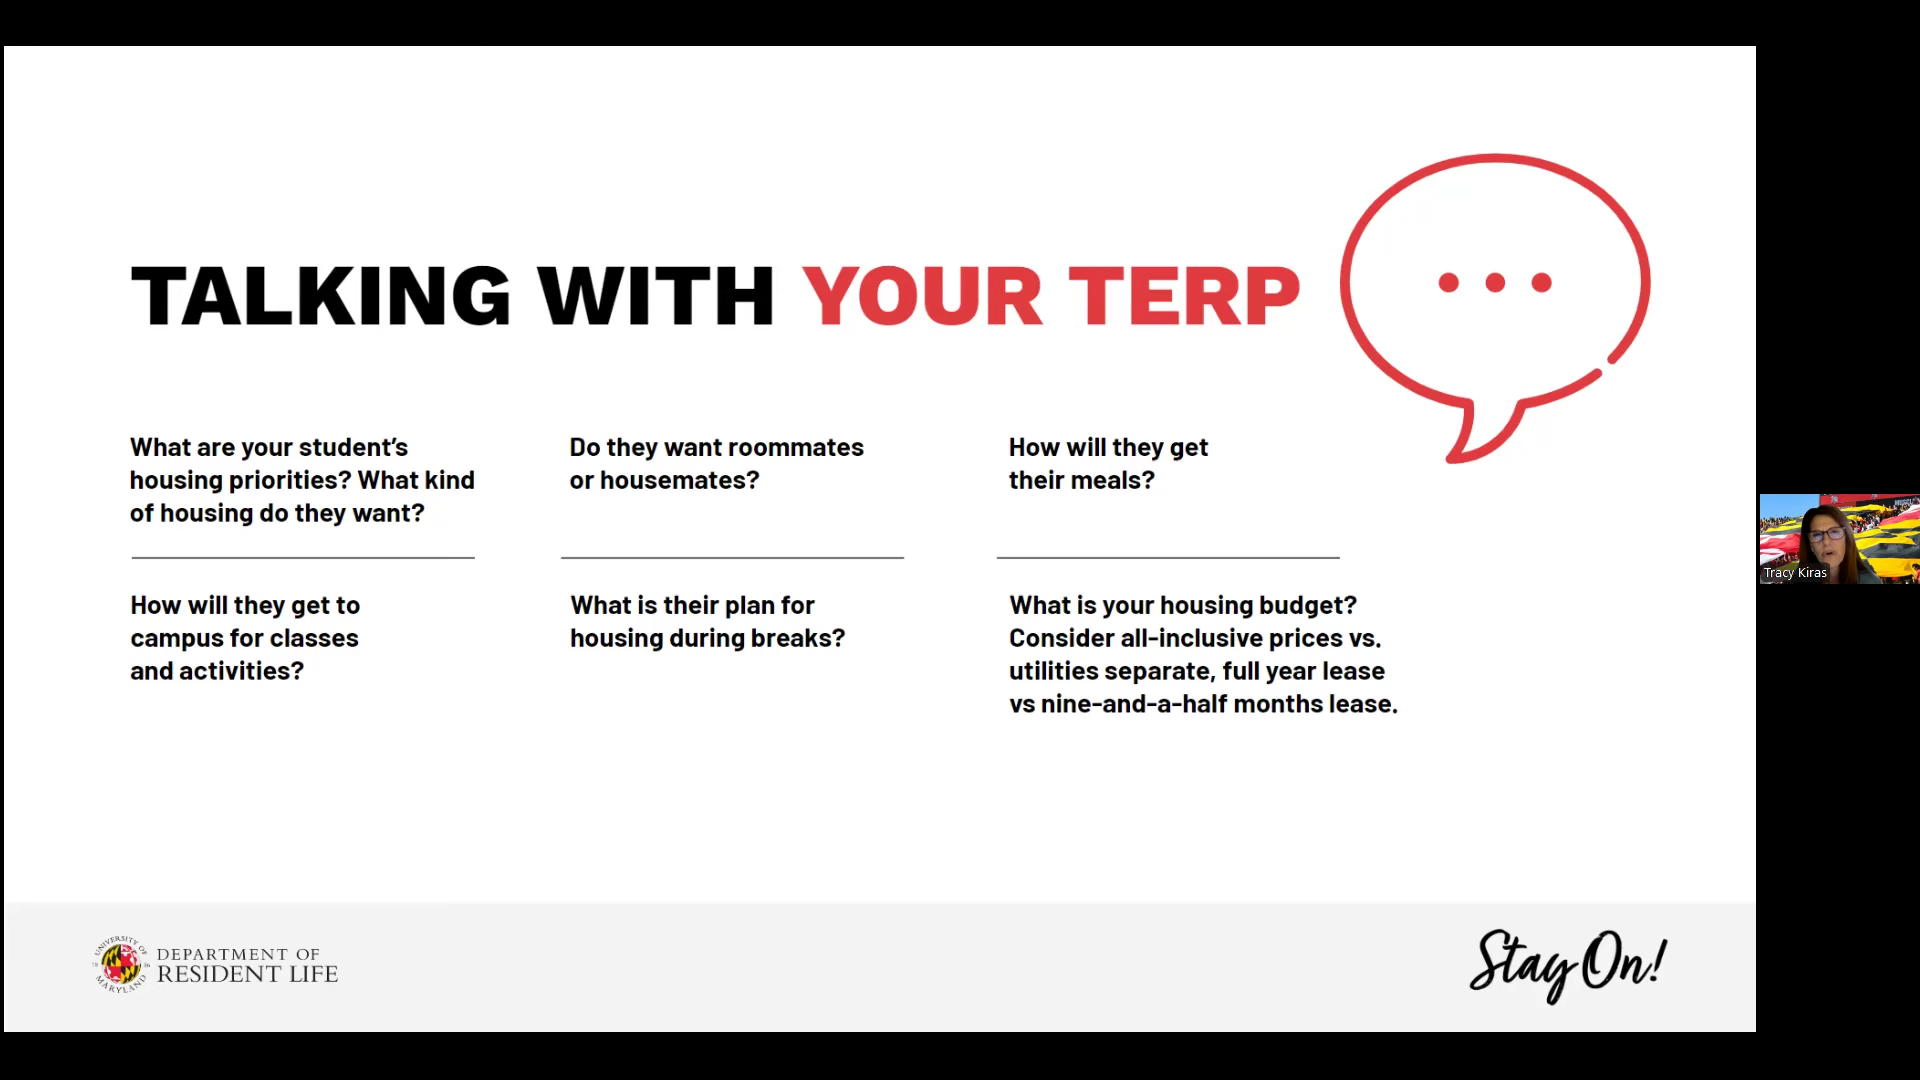 TALKING WITH YOUR TERP
What are your student’s
housing priorities? What kind
of housing do they want?
Do they want roommates
or housemates?
How will they get
their meals?
How will they get to
campus for classes
and activities?
What is their plan for
housing during breaks?
What is your housing budget?
Consider all-inclusive prices vs.
utilities separate, full year lease
vs nine-and-a-half months lease.
Tracy Kiras
UNIVERSITY OF
MARYLAND
DEPARTMENT OF
RESIDENT LIFE
Stay On!